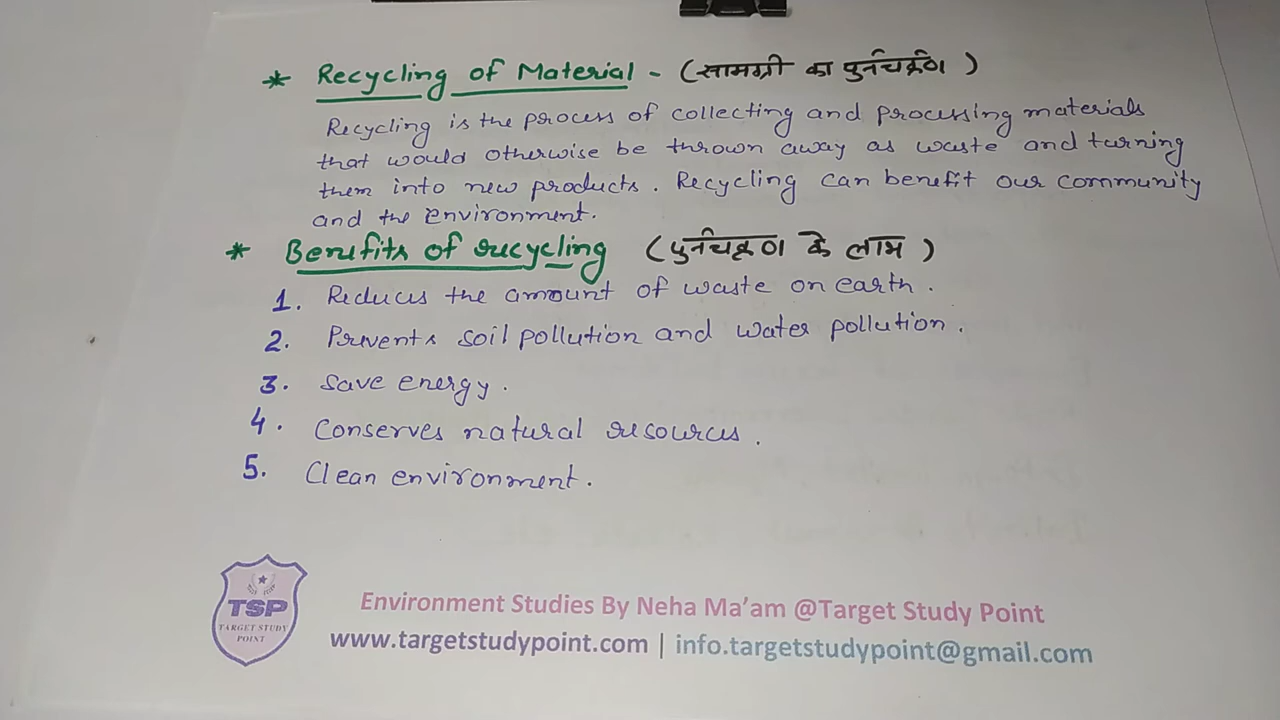 * Recycling of Material - (सामग्री का पुर्नचक्रण)
Recycling is the process of collecting and processing materials
that would otherwise be thrown away as waste and turning
them into new products. Recycling can benefit our community
and the environment.
* Benefits of recycling (पुर्नचक्रण के लाभ)
1. Reduces the amount of waste on earth.
2. Prevents soil pollution and water pollution.
3. Save energy.
4. Conserves natural resources.
5. Clean environment.
TSP
TARGET STUDY
POINT
Environment Studies By Neha Ma'am @Target Study Point
www.targetstudypoint.com | info.targetstudypoint@gmail.com